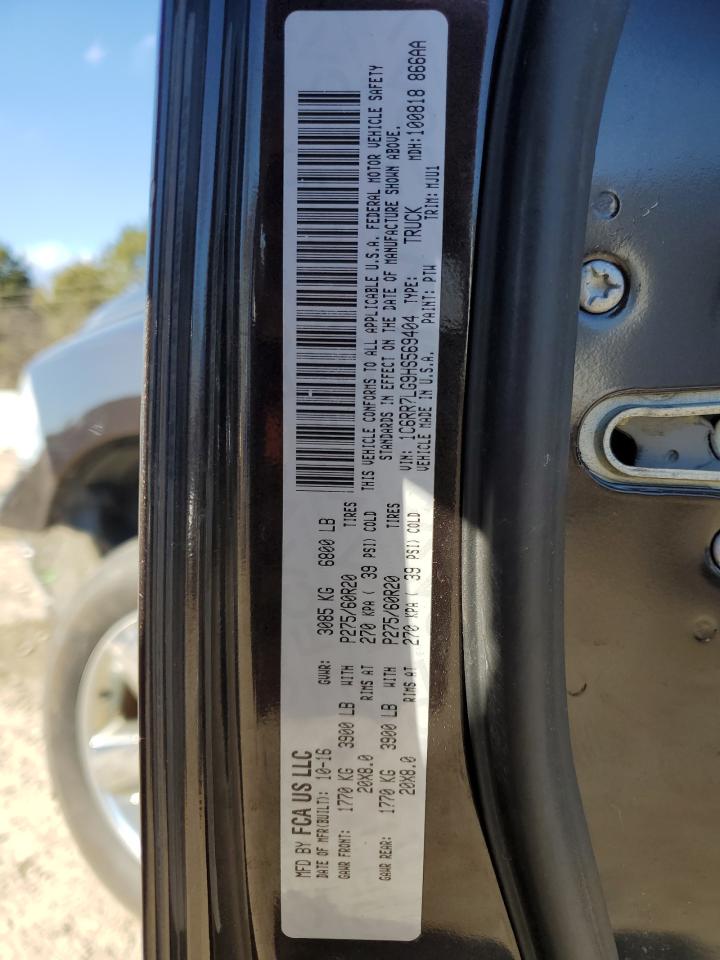 MFD BY FCA US LLC
DATE OF MFR(BUILT): 10-16 GVWR: 3085 KG 6800 LB
GAWR FRONT: 1770 KG 3900 LB WITH P275/60R20 TIRES
20X8.0 RIMS AT 270 KPA ( 39 PSI) COLD
GAWR REAR: 1770 KG 3900 LB WITH P275/60R20 TIRES
20X8.0 RIMS AT 270 KPA ( 39 PSI) COLD
THIS VEHICLE CONFORMS TO ALL APPLICABLE U.S.A. FEDERAL MOTOR VEHICLE SAFETY
STANDARDS IN EFFECT ON THE DATE OF MANUFACTURE SHOWN ABOVE.
VIN: 1C6RR7LG9HS569404 TYPE: TRUCK MDH:100818 866AA
VEHICLE MADE IN U.S.A. PAINT: PTW TRIM: MJU1